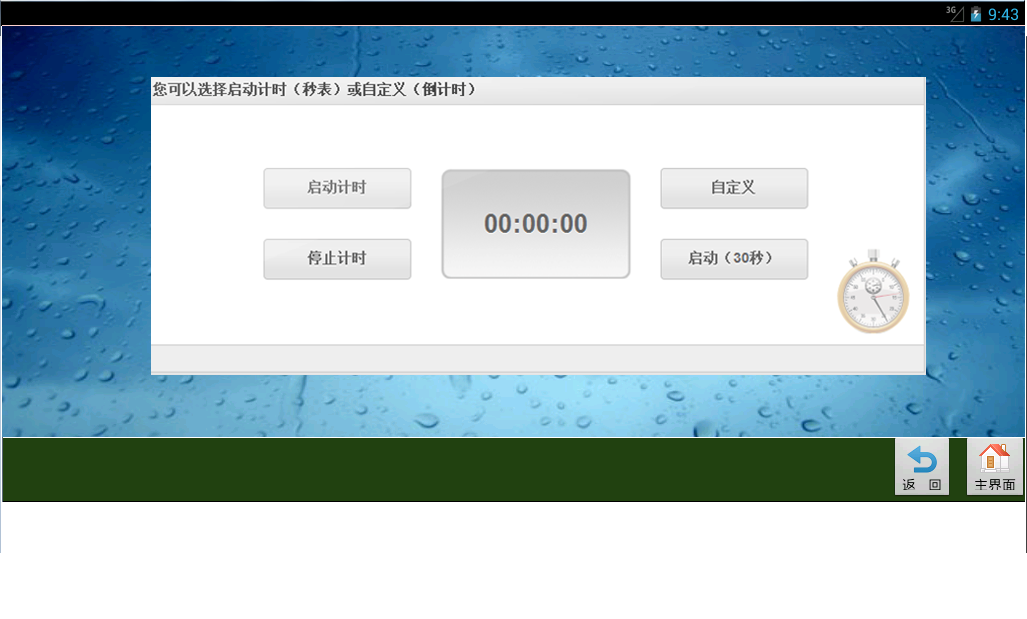 3G 9:43
您可以选择启动计时（秒表）或自定义（倒计时）
启动计时
00:00:00
自定义
停止计时
启动（30秒）
返 回
主界面